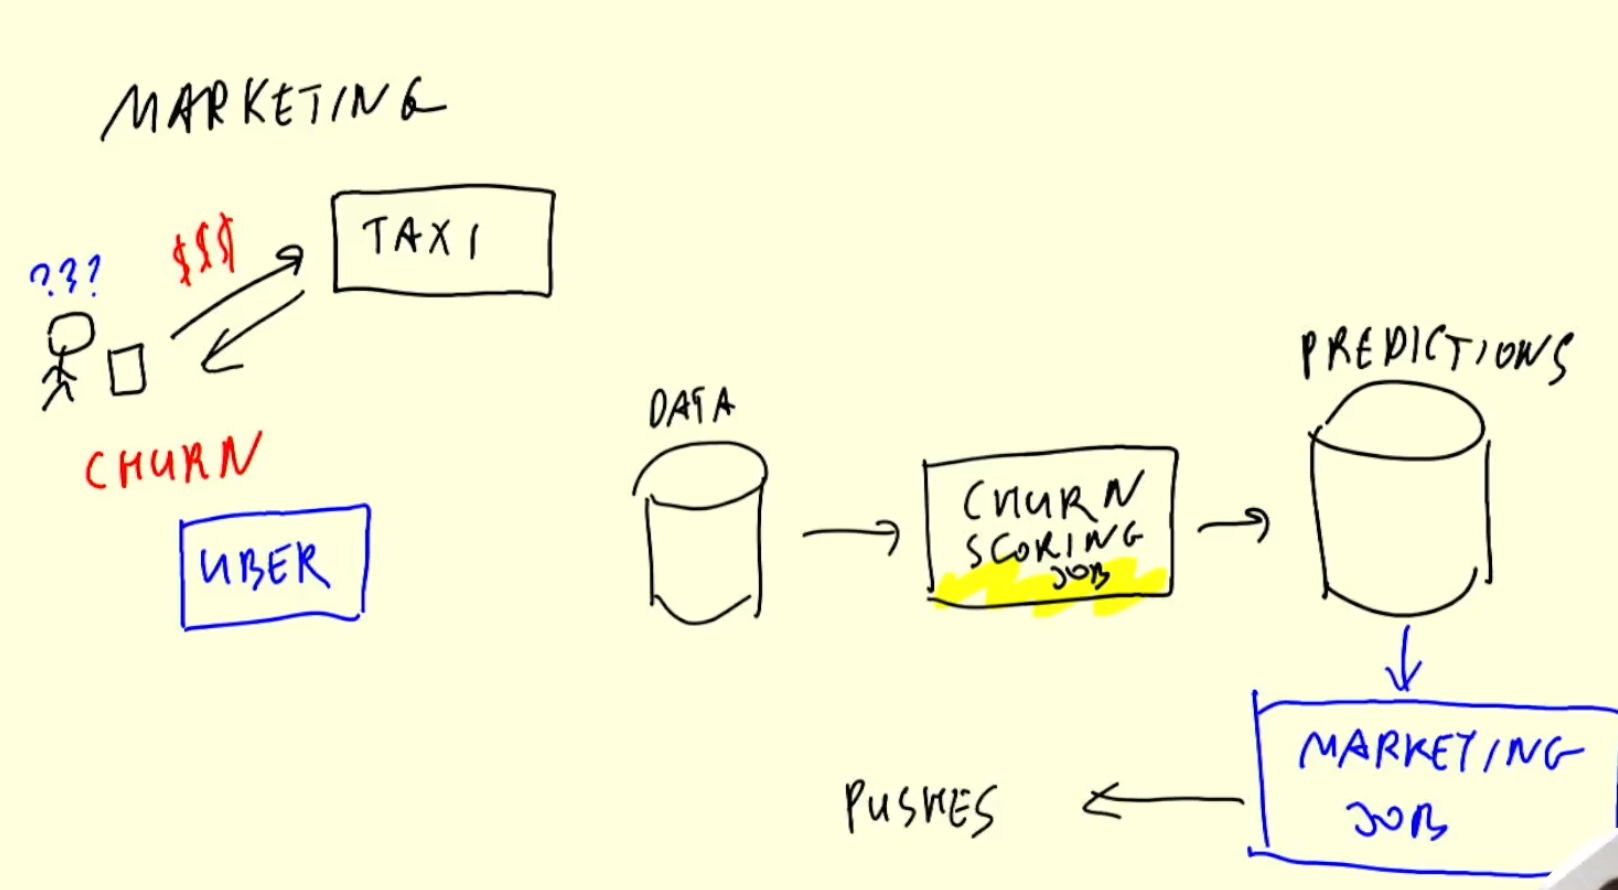 MARKETING
TAXI
$$$
???
CHURN
UBER
DATA
CHURN
SCORING
JOB
PREDICTIONS
MARKETING
JOB
PUSHES